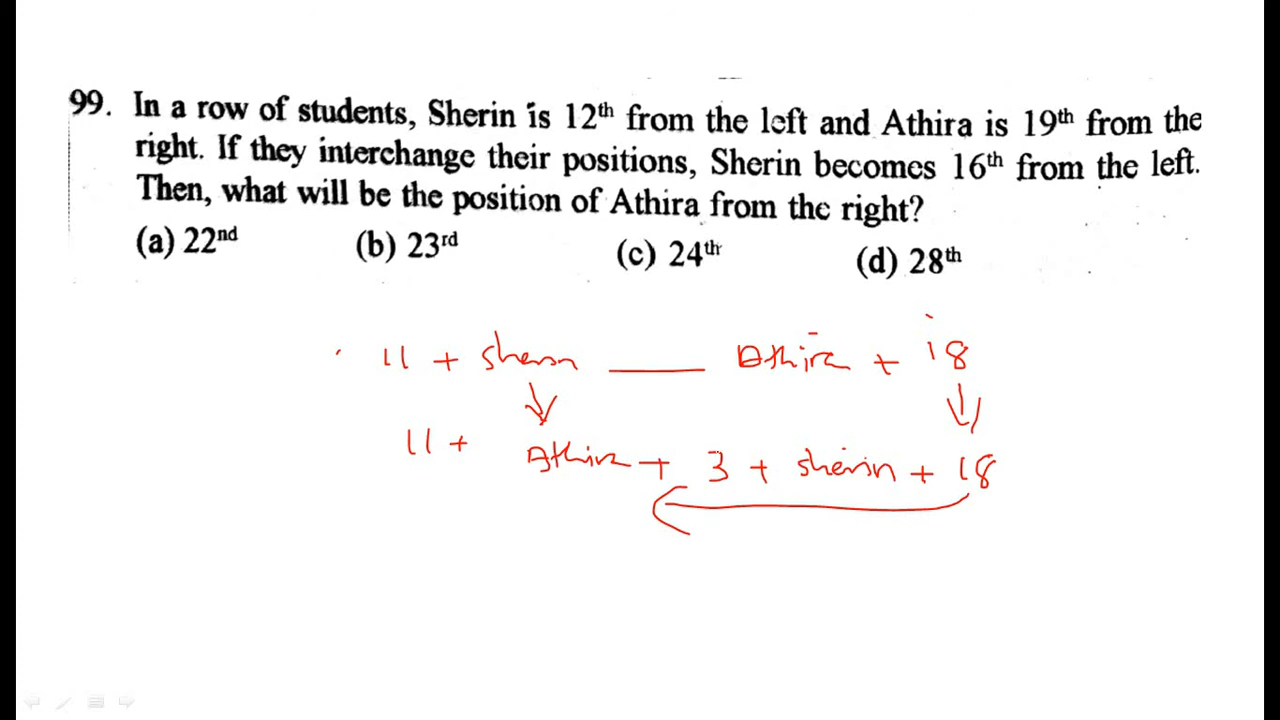 99. In a row of students, Sherin is 12th from the left and Athira is 19th from the
right. If they interchange their positions, Sherin becomes 16th from the left.
Then, what will be the position of Athira from the right?
(a) 22nd (b) 23rd (c) 24th (d) 28th
11 + Sherin ___ Athira + 18
11 + Athira + 3 + Sherin + 18